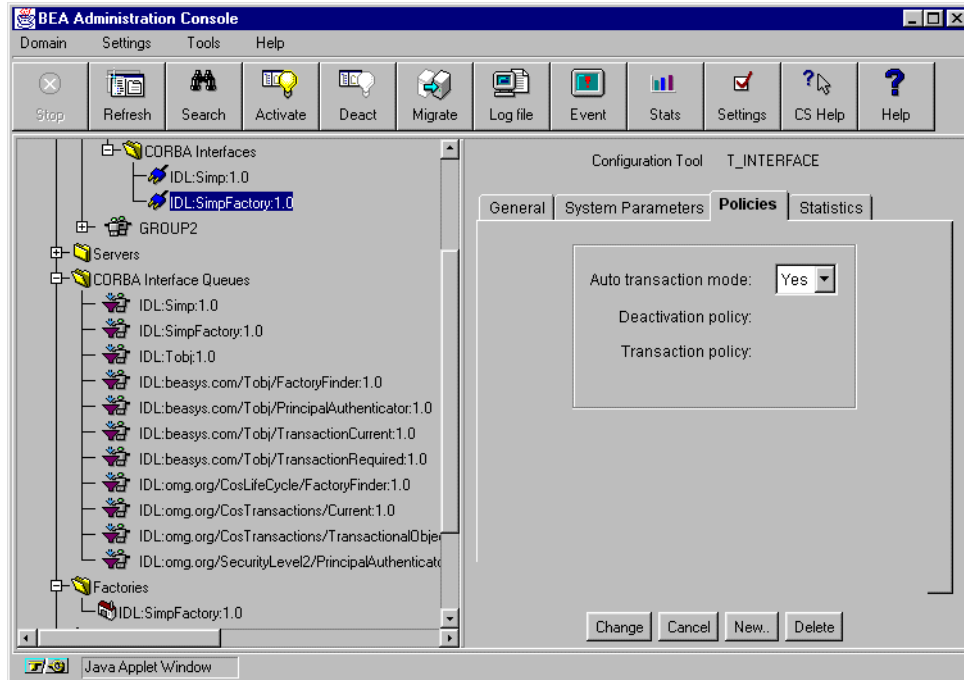 BEA Administration Console
Domain Settings Tools Help
Stop Refresh Search Activate Deact Migrate Log file Event Stats Settings CS Help Help
CORBA Interfaces
IDL:Simp:1.0
IDL:SimpFactory:1.0
GROUP2
Servers
CORBA Interface Queues
IDL:Simp:1.0
IDL:SimpFactory:1.0
IDL:Tobj:1.0
IDL:beasys.com/Tobj/FactoryFinder:1.0
IDL:beasys.com/Tobj/PrincipalAuthenticator:1.0
IDL:beasys.com/Tobj/TransactionCurrent:1.0
IDL:beasys.com/Tobj/TransactionRequired:1.0
IDL:omg.org/CosLifeCycle/FactoryFinder:1.0
IDL:omg.org/CosTransactions/Current:1.0
IDL:omg.org/CosTransactions/TransactionalObje
IDL:omg.org/SecurityLevel2/PrincipalAuthenticato
Factories
IDL:SimpFactory:1.0
Configuration Tool T_INTERFACE
General System Parameters Policies Statistics
Auto transaction mode: Yes
Deactivation policy:
Transaction policy:
Change Cancel New.. Delete
Java Applet Window